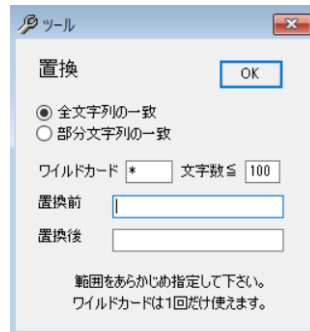 ツール
置換
OK
全文字列の一致
部分文字列の一致
ワイルドカード * 文字数≦ 100
置換前
置換後
範囲をあらかじめ指定して下さい。
ワイルドカードは1回だけ使えます。